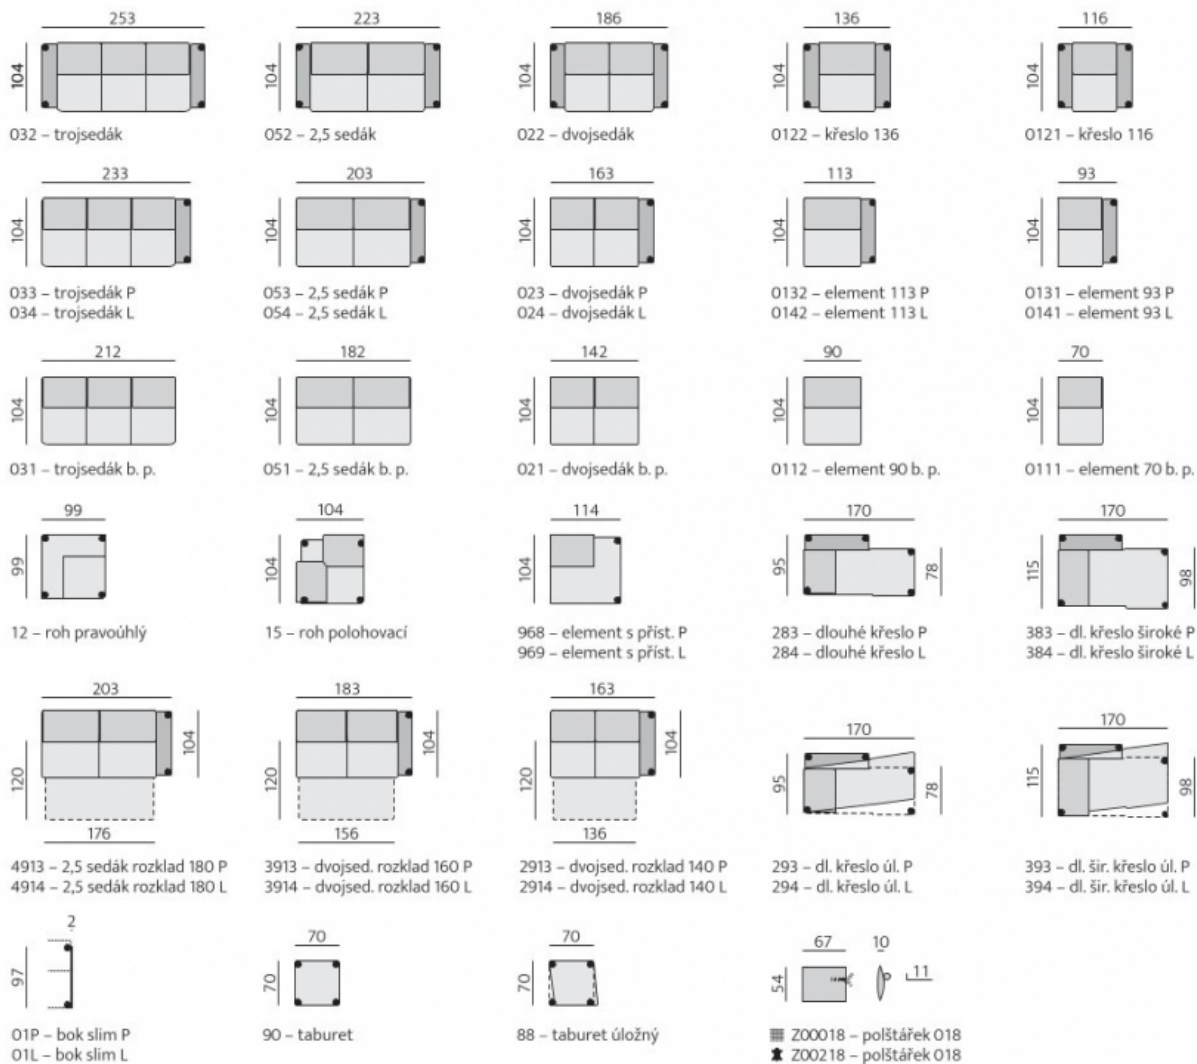 253 223 186 136 116
104 104 104 104 104
032 – trojsedák 052 – 2,5 sedák 022 – dvojsedák 0122 – křeslo 136 0121 – křeslo 116
233 203 163 113 93
104 104 104 104 104
033 – trojsedák P 053 – 2,5 sedák P 023 – dvojsedák P 0132 – element 113 P 0131 – element 93 P
034 – trojsedák L 054 – 2,5 sedák L 024 – dvojsedák L 0142 – element 113 L 0141 – element 93 L
212 182 142 90 70
104 104 104 104 104
031 – trojsedák b. p. 051 – 2,5 sedák b. p. 021 – dvojsedák b. p. 0112 – element 90 b. p. 0111 – element 70 b. p.
99 104 114 170 170
99 104 104 95 78 115 98
12 – roh pravoúhlý 15 – roh polohovací 968 – element s příst. P 283 – dlouhé křeslo P 383 – dl. křeslo široké P
969 – element s příst. L 284 – dlouhé křeslo L 384 – dl. křeslo široké L
203 183 163 170 170
120 104 120 104 120 104 95 78 115 98
176 156 136
4913 – 2,5 sedák rozklad 180 P 3913 – dvojsed. rozklad 160 P 2913 – dvojsed. rozklad 140 P 293 – dl. křeslo úl. P 393 – dl. šir. křeslo úl. P
4914 – 2,5 sedák rozklad 180 L 3914 – dvojsed. rozklad 160 L 2914 – dvojsed. rozklad 140 L 294 – dl. křeslo úl. L 394 – dl. šir. křeslo úl. L
2 70 70 67 10
97 70 70 54 11
01P – bok slim P 90 – taburet 88 – taburet úložný Z00018 – polštářek 018
01L – bok slim L Z00218 – polštářek 018